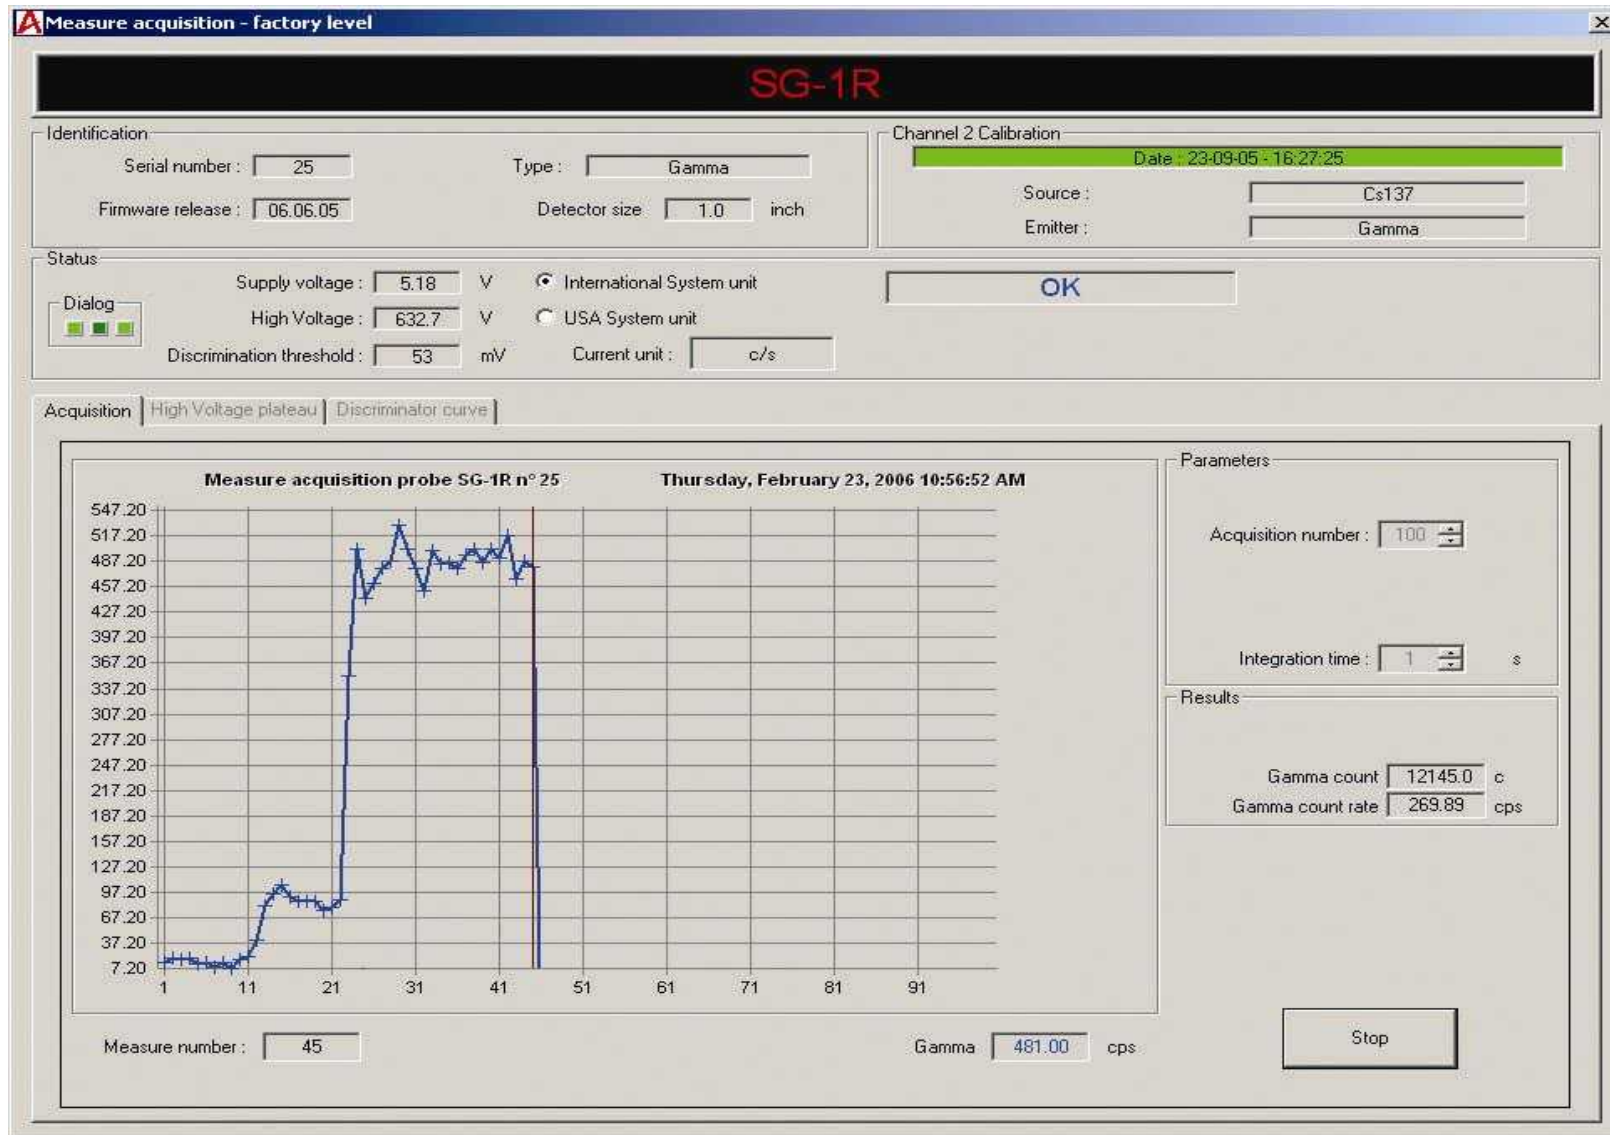 Measure acquisition - factory level
SG-1R
Identification
Serial number : 25
Type : Gamma
Firmware release : 06.06.05
Detector size 1.0 inch
Channel 2 Calibration
Date : 23-09-05 - 16:27:25
Source : Cs137
Emitter : Gamma
Status
Dialog
Supply voltage : 5.18 V
High Voltage : 632.7 V
Discrimination threshold : 53 mV
International System unit
USA System unit
Current unit : c/s
OK
Acquisition High Voltage plateau Discriminator curve
Measure acquisition probe SG-1R n° 25 Thursday, February 23, 2006 10:56:52 AM
547.20
517.20
487.20
457.20
427.20
397.20
367.20
337.20
307.20
277.20
247.20
217.20
187.20
157.20
127.20
97.20
67.20
37.20
7.20
1 11 21 31 41 51 61 71 81 91
Measure number : 45
Gamma 481.00 cps
Parameters
Acquisition number : 100
Integration time : 1 s
Results
Gamma count 12145.0 c
Gamma count rate 269.89 cps
Stop